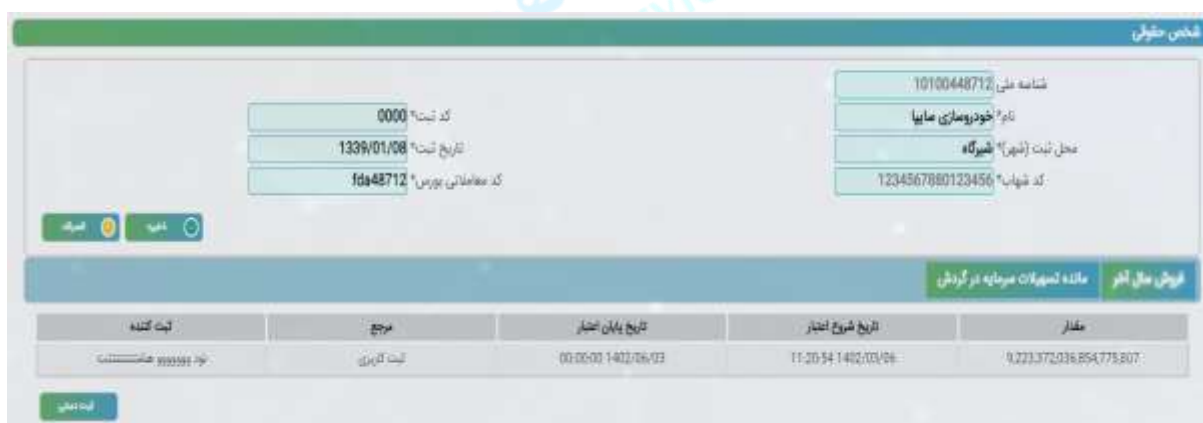 شخص حقوقی
شناسه ملی 10100448712
نام* خودروسازی سایپا
کد ثبت* 0000
محل ثبت (شهر)* شیرگاه
تاریخ ثبت* 1339/01/08
کد شهاب* 1234567880123456
کد معاملاتی بورس* fda48712
ذخیره انصراف
فروش سال آخر مانده تسهیلات سرمایه در گردش
مقدار تاریخ شروع اعتبار تاریخ پایان اعتبار مرجع ثبت کننده
9,223,372,036,854,775,807 11:20:54 1402/03/06 00:00:00 1402/06/03 ثبت کاربری
ثبت دستی